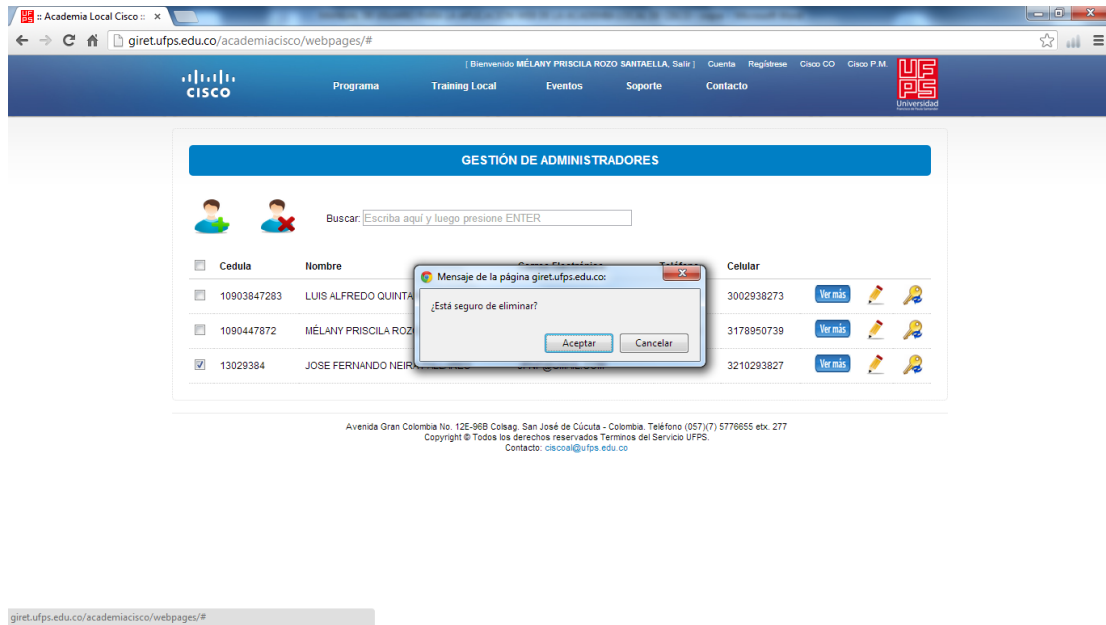 :: Academia Local Cisco ::
giret.ufps.edu.co/academiacisco/webpages/#
[ Bienvenido MÉLANY PRISCILA ROZO SANTAELLA, Salir ] Cuenta Regístrese Cisco CO Cisco P.M.
CISCO
Programa Training Local Eventos Soporte Contacto
UFPS
Universidad
GESTIÓN DE ADMINISTRADORES
Buscar: Escriba aquí y luego presione ENTER
Cedula Nombre Correo Electrónico Teléfono Celular
10903847283 LUIS ALFREDO QUINTA 3002938273 Ver más
1090447872 MÉLANY PRISCILA ROZO 3178950739 Ver más
13029384 JOSE FERNANDO NEIRA 3210293827 Ver más
Mensaje de la página giret.ufps.edu.co:
¿Está seguro de eliminar?
Aceptar Cancelar
Avenida Gran Colombia No. 12E-96B Colsag. San José de Cúcuta - Colombia. Teléfono (057)(7) 5776655 etx. 277
Copyright © Todos los derechos reservados Terminos del Servicio UFPS.
Contacto: ciscoal@ufps.edu.co
giret.ufps.edu.co/academiacisco/webpages/#